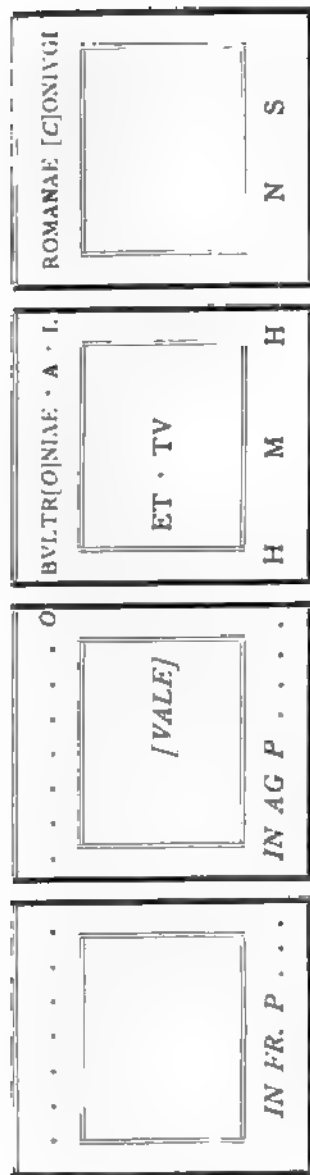 . . . . . . . . . . . . . . . O BVLTR[O]NIAE · A · L · ROMANAE [C]ONIVGI
[VALE] ET · TV
IN FR. P . . . IN AG P . . . . . H M H N S